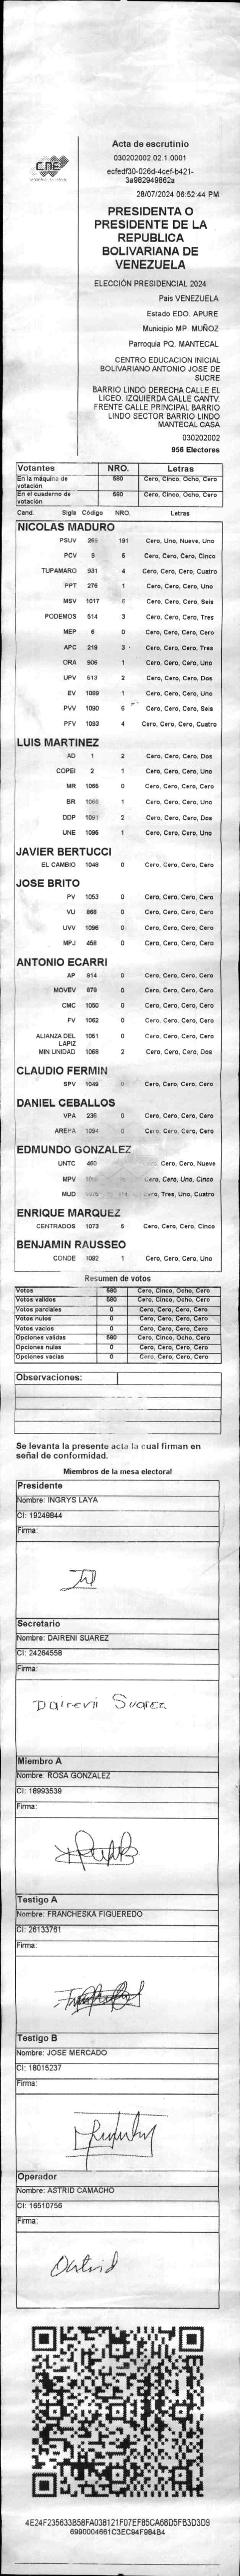 CNE
Acta de escrutinio
030202002.02.1.0001
ecfedf30-026d-4cef-b421-
3a982949862a
28/07/2024 06:52:44 PM
PRESIDENTA O
PRESIDENTE DE LA
REPUBLICA
BOLIVARIANA DE
VENEZUELA
ELECCIÓN PRESIDENCIAL 2024
Pais VENEZUELA
Estado EDO. APURE
Municipio MP. MUÑOZ
Parroquia PQ. MANTECAL
CENTRO EDUCACION INICIAL
BOLIVARIANO ANTONIO JOSE DE
SUCRE
BARRIO LINDO DERECHA CALLE EL
LICEO. IZQUIERDA CALLE CANTV.
FRENTE CALLE PRINCIPAL BARRIO
LINDO SECTOR BARRIO LINDO
MANTECAL CASA
030202002
956 Electores
Votantes NRO. Letras
En la máquina de votación 580 Cero, Cinco, Ocho, Cero
En el cuaderno de votación 580 Cero, Cinco, Ocho, Cero
Cand. Sigla Código NRO. Letras
NICOLAS MADURO
PSUV 269 191 Cero, Uno, Nueve, Uno
PCV 9 5 Cero, Cero, Cero, Cinco
TUPAMARO 931 4 Cero, Cero, Cero, Cuatro
PPT 276 1 Cero, Cero, Cero, Uno
MSV 1017 6 Cero, Cero, Cero, Seis
PODEMOS 514 3 Cero, Cero, Cero, Tres
MEP 6 0 Cero, Cero, Cero, Cero
APC 219 3 Cero, Cero, Cero, Tres
ORA 906 1 Cero, Cero, Cero, Uno
UPV 513 2 Cero, Cero, Cero, Dos
EV 1089 1 Cero, Cero, Cero, Uno
PVV 1090 6 Cero, Cero, Cero, Seis
PFV 1093 4 Cero, Cero, Cero, Cuatro
LUIS MARTINEZ
AD 1 2 Cero, Cero, Cero, Dos
COPEI 2 1 Cero, Cero, Cero, Uno
MR 1065 0 Cero, Cero, Cero, Cero
BR 1 Cero, Cero, Cero, Uno
DDP 1091 2 Cero, Cero, Cero, Dos
UNE 1095 1 Cero, Cero, Cero, Uno
JAVIER BERTUCCI
EL CAMBIO 1048 0 Cero, Cero, Cero, Cero
JOSE BRITO
PV 1053 0 Cero, Cero, Cero, Cero
VU 868 0 Cero, Cero, Cero, Cero
UVV 1096 0 Cero, Cero, Cero, Cero
MPJ 458 0 Cero, Cero, Cero, Cero
ANTONIO ECARRI
AP 814 0 Cero, Cero, Cero, Cero
MOVEV 879 0 Cero, Cero, Cero, Cero
CMC 1050 0 Cero, Cero, Cero, Cero
FV 1062 0 Cero, Cero, Cero, Cero
ALIANZA DEL LAPIZ 1051 0 Cero, Cero, Cero, Cero
MIN UNIDAD 1068 2 Cero, Cero, Cero, Dos
CLAUDIO FERMIN
SPV 1049 0 Cero, Cero, Cero, Cero
DANIEL CEBALLOS
VPA 236 0 Cero, Cero, Cero, Cero
AREPA 1094 0 Cero, Cero, Cero, Cero
EDMUNDO GONZALEZ
UNTC 460 Cero, Cero, Nueve
MPV Cero, Cero, Uno, Cinco
MUD Cero, Tres, Uno, Cuatro
ENRIQUE MARQUEZ
CENTRADOS 1073 5 Cero, Cero, Cero, Cinco
BENJAMIN RAUSSEO
CONDE 1092 1 Cero, Cero, Cero, Uno
Resumen de votos
Votos 580 Cero, Cinco, Ocho, Cero
Votos validos 580 Cero, Cinco, Ocho, Cero
Votos parciales 0 Cero, Cero, Cero, Cero
Votos nulos 0 Cero, Cero, Cero, Cero
Votos vacios 0 Cero, Cero, Cero, Cero
Opciones validas 580 Cero, Cinco, Ocho, Cero
Opciones nulas 0 Cero, Cero, Cero, Cero
Opciones vacias 0 Cero, Cero, Cero, Cero
Observaciones:
Se levanta la presente acta la cual firman en
señal de conformidad.
Miembros de la mesa electoral
Presidente
Nombre: INGRYS LAYA
CI: 19249844
Firma:
Secretario
Nombre: DAIRENI SUAREZ
CI: 24264558
Firma:
Daireni Suarez
Miembro A
Nombre: ROSA GONZALEZ
CI: 18993539
Firma:
Testigo A
Nombre: FRANCHESKA FIGUEREDO
CI: 26133761
Firma:
Testigo B
Nombre: JOSE MERCADO
CI: 18015237
Firma:
Operador
Nombre: ASTRID CAMACHO
CI: 16510756
Firma:
Astrid
4E24F235633B58FA038121F07EF85CA68D5FB3D3D9
6990004661C3EC94F984B4